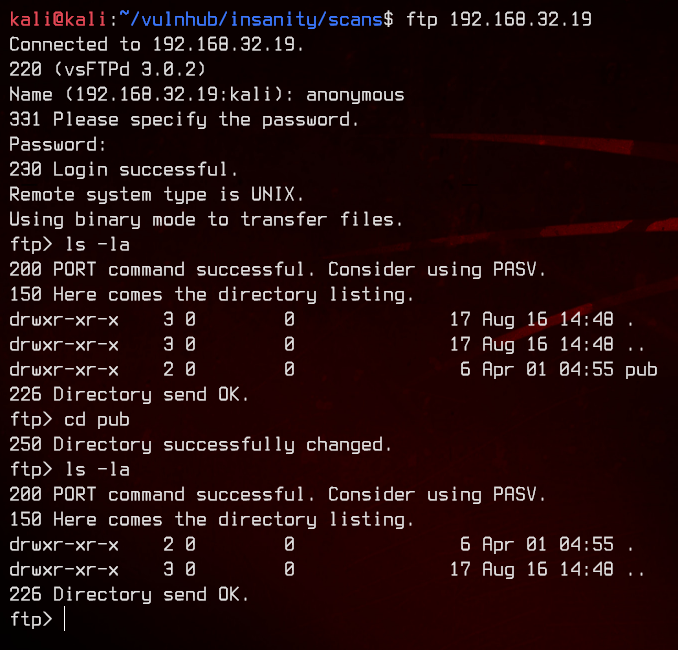 kali@kali:~/vulnhub/insanity/scans$ ftp 192.168.32.19
Connected to 192.168.32.19.
220 (vsFTPd 3.0.2)
Name (192.168.32.19:kali): anonymous
331 Please specify the password.
Password:
230 Login successful.
Remote system type is UNIX.
Using binary mode to transfer files.
ftp> ls -la
200 PORT command successful. Consider using PASV.
150 Here comes the directory listing.
drwxr-xr-x    3 0        0              17 Aug 16 14:48 .
drwxr-xr-x    3 0        0              17 Aug 16 14:48 ..
drwxr-xr-x    2 0        0               6 Apr 01 04:55 pub
226 Directory send OK.
ftp> cd pub
250 Directory successfully changed.
ftp> ls -la
200 PORT command successful. Consider using PASV.
150 Here comes the directory listing.
drwxr-xr-x    2 0        0               6 Apr 01 04:55 .
drwxr-xr-x    3 0        0              17 Aug 16 14:48 ..
226 Directory send OK.
ftp>